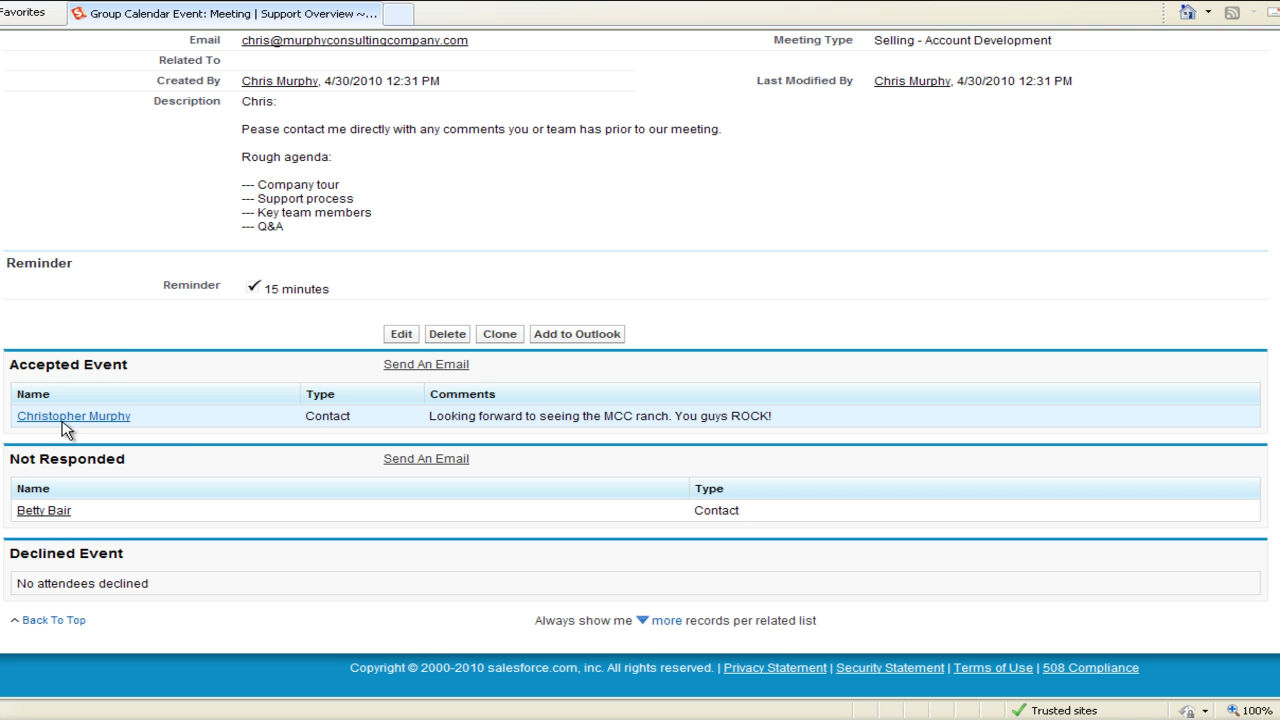 Favorites
Group Calendar Event: Meeting | Support Overview ~...
Email chris@murphyconsultingcompany.com Meeting Type Selling - Account Development
Related To
Created By Chris Murphy, 4/30/2010 12:31 PM Last Modified By Chris Murphy, 4/30/2010 12:31 PM
Description Chris:
Pease contact me directly with any comments you or team has prior to our meeting.
Rough agenda:
--- Company tour
--- Support process
--- Key team members
--- Q&A
Reminder
Reminder 15 minutes
Edit Delete Clone Add to Outlook
Accepted Event Send An Email
Name Type Comments
Christopher Murphy Contact Looking forward to seeing the MCC ranch. You guys ROCK!
Not Responded Send An Email
Name Type
Betty Bair Contact
Declined Event
No attendees declined
Back To Top Always show me more records per related list
Copyright © 2000-2010 salesforce.com, inc. All rights reserved. | Privacy Statement | Security Statement | Terms of Use | 508 Compliance
Trusted sites 100%